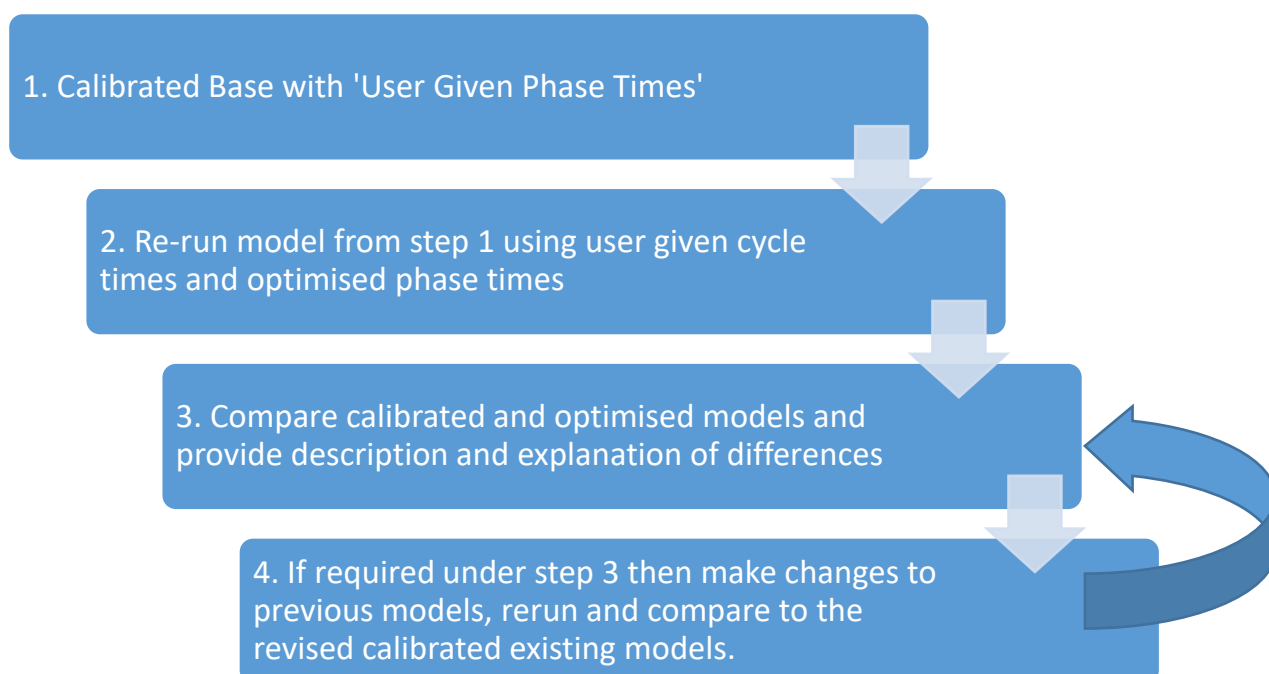 1. Calibrated Base with 'User Given Phase Times'
2. Re-run model from step 1 using user given cycle
times and optimised phase times
3. Compare calibrated and optimised models and
provide description and explanation of differences
4. If required under step 3 then make changes to
previous models, rerun and compare to the
revised calibrated existing models.